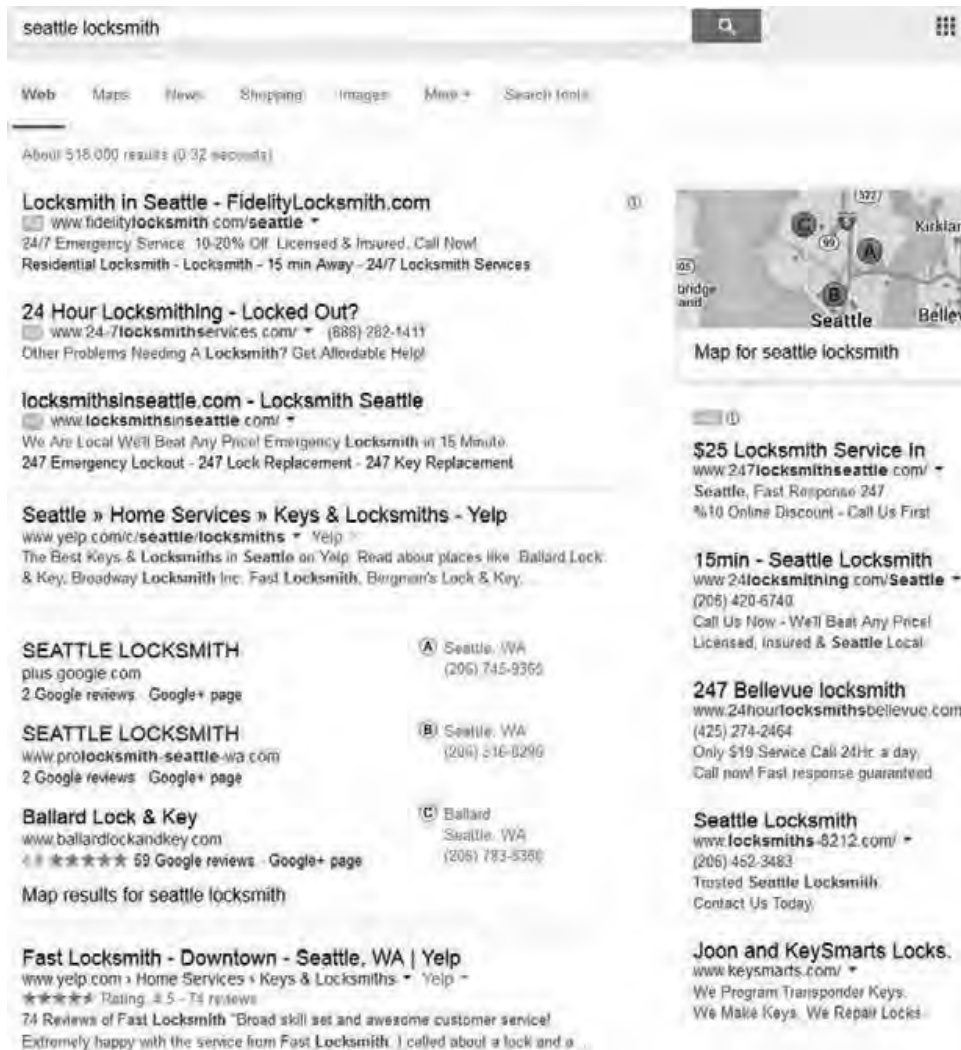 seattle locksmith
Web Maps News Shopping Images More Search tools
About 518,000 results (0.32 seconds)
Locksmith in Seattle - FidelityLocksmith.com
www.fidelitylocksmith.com/seattle
24/7 Emergency Service. 10-20% Off. Licensed & Insured. Call Now!
Residential Locksmith - Locksmith - 15 min Away - 24/7 Locksmith Services
24 Hour Locksmithing - Locked Out?
www.24-7locksmithservices.com/ (888) 282-1411
Other Problems Needing A Locksmith? Get Affordable Help!
locksmithsinseattle.com - Locksmith Seattle
www.locksmithsinseattle.com/
We Are Local We'll Beat Any Price! Emergency Locksmith in 15 Minute.
247 Emergency Lockout - 247 Lock Replacement - 247 Key Replacement
Seattle » Home Services » Keys & Locksmiths - Yelp
www.yelp.com/c/seattle/locksmiths Yelp
The Best Keys & Locksmiths in Seattle on Yelp. Read about places like: Ballard Lock
& Key, Broadway Locksmith Inc, Fast Locksmith, Bergman's Lock & Key.
SEATTLE LOCKSMITH
plus.google.com
2 Google reviews · Google+ page
A Seattle, WA
(206) 745-9365
SEATTLE LOCKSMITH
www.prolocksmith-seattle-wa.com
2 Google reviews · Google+ page
B Seattle, WA
Ballard Lock & Key
www.ballardlockandkey.com
59 Google reviews · Google+ page
C Ballard
Seattle, WA
(206) 783-
Map results for seattle locksmith
Fast Locksmith - Downtown - Seattle, WA | Yelp
www.yelp.com › Home Services › Keys & Locksmiths Yelp
Rating: 4.5 - 74 reviews
74 Reviews of Fast Locksmith "Broad skill set and awesome customer service!
Extremely happy with the service from Fast Locksmith. I called about a lock and a ...
522
C
99
A
Kirklan
305
bridge
and
B
Seattle
Bellev
Map for seattle locksmith
$25 Locksmith Service In
www.247locksmithseattle.com/
Seattle, Fast Response 247
%10 Online Discount - Call Us First
15min - Seattle Locksmith
www.24locksmithing.com/Seattle
(206) 420-6740
Call Us Now - We'll Beat Any Price!
Licensed, Insured & Seattle Local
247 Bellevue locksmith
www.24hourlocksmithsbellevue.com
(425) 274-2464
Only $19 Service Call 24Hr. a day.
Call now! Fast response guaranteed
Seattle Locksmith
www.locksmiths-8212.com/
(206) 462-3483
Trusted Seattle Locksmith.
Contact Us Today.
Joon and KeySmarts Locks.
www.keysmarts.com/
We Program Transponder Keys.
We Make Keys. We Repair Locks.